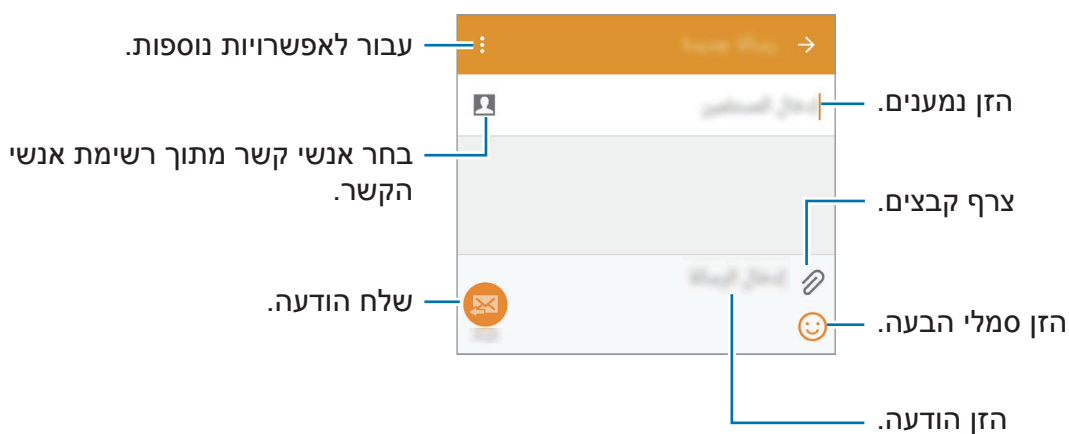 עבור לאפשרויות נוספות.
הזן נמענים.
בחר אנשי קשר מתוך רשימת אנשי
הקשר.
צרף קבצים.
שלח הודעה.
הזן סמלי הבעה.
הזן הודעה.